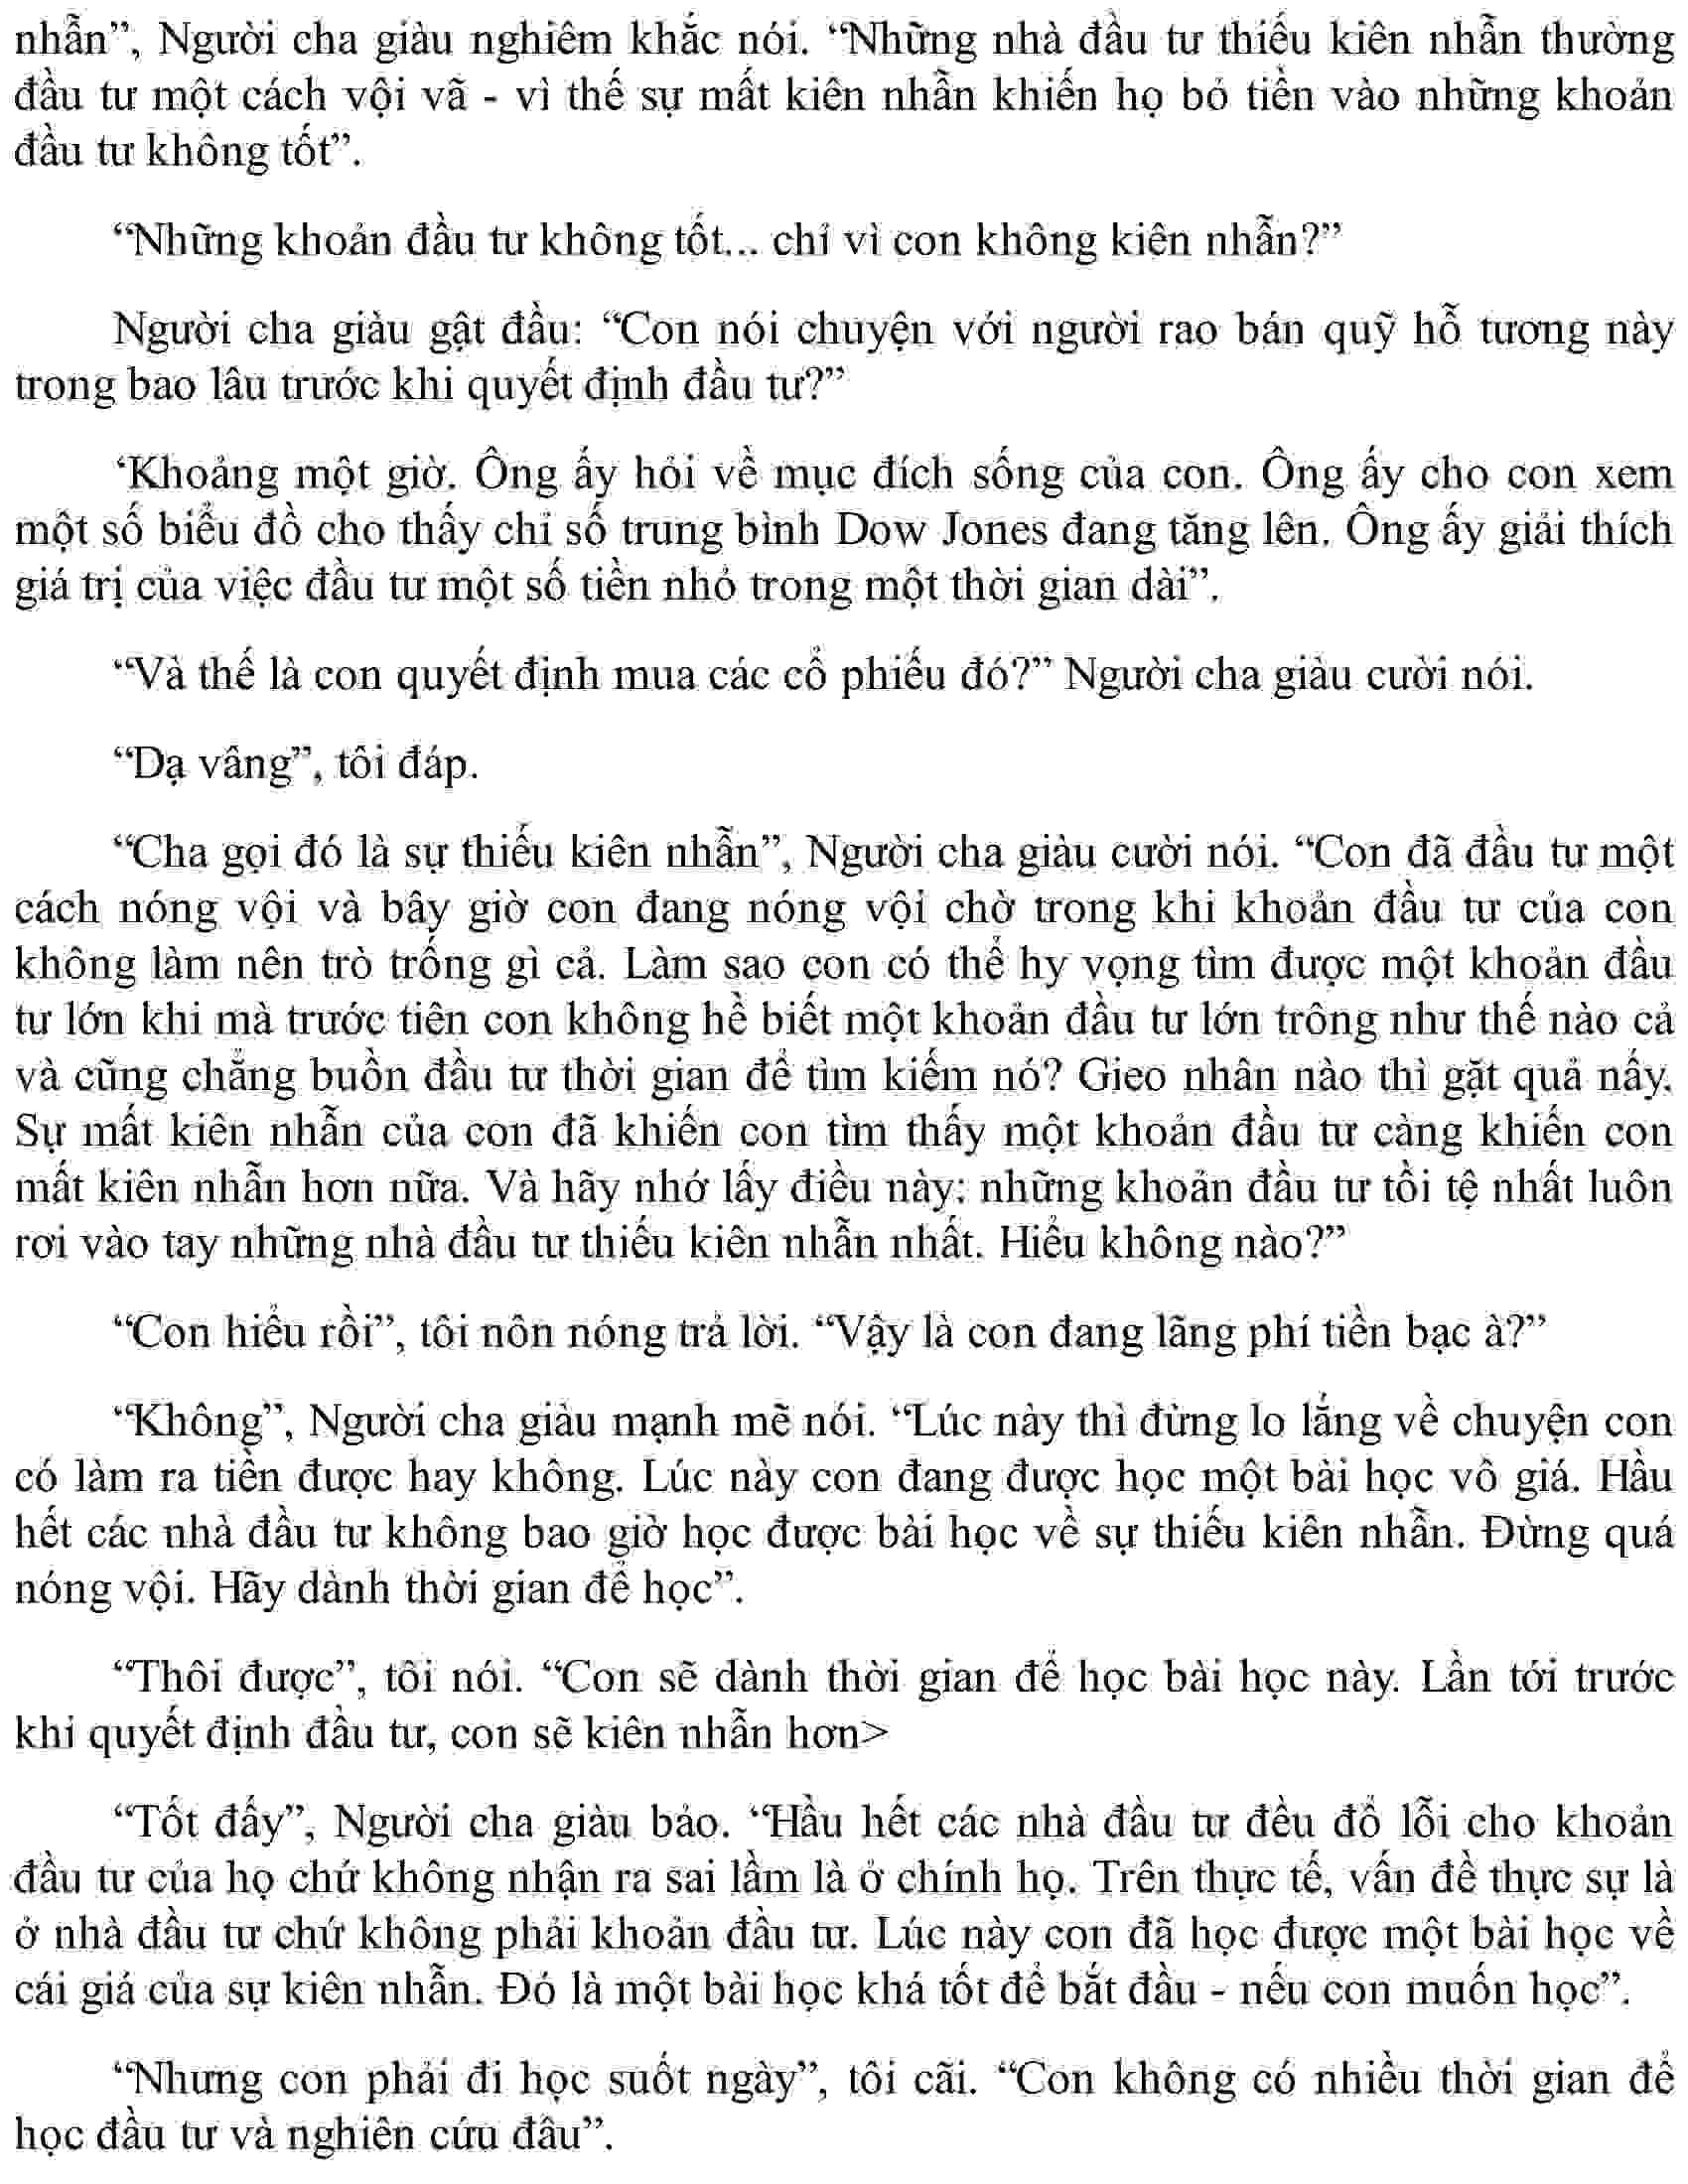 nhẫn”, Người cha giàu nghiêm khắc nói. “Những nhà đầu tư thiếu kiên nhẫn thường
đầu tư một cách vội vã - vì thế sự mất kiên nhẫn khiến họ bỏ tiền vào những khoản
đầu tư không tốt”.
“Những khoản đầu tư không tốt... chỉ vì con không kiên nhẫn?”
Người cha giàu gật đầu: “Con nói chuyện với người rao bán quỹ hỗ tương này
trong bao lâu trước khi quyết định đầu tư?”
‘Khoảng một giờ. Ông ấy hỏi về mục đích sống của con. Ông ấy cho con xem
một số biểu đồ cho thấy chỉ số trung bình Dow Jones đang tăng lên. Ông ấy giải thích
giá trị của việc đầu tư một số tiền nhỏ trong một thời gian dài”.
“Và thế là con quyết định mua các cổ phiếu đó?” Người cha giàu cười nói.
“Dạ vâng”, tôi đáp.
“Cha gọi đó là sự thiếu kiên nhẫn”, Người cha giàu cười nói. “Con đã đầu tư một
cách nóng vội và bây giờ con đang nóng vội chờ trong khi khoản đầu tư của con
không làm nên trò trống gì cả. Làm sao con có thể hy vọng tìm được một khoản đầu
tư lớn khi mà trước tiên con không hề biết một khoản đầu tư lớn trông như thế nào cả
và cũng chẳng buồn đầu tư thời gian để tìm kiếm nó? Gieo nhân nào thì gặt quả nấy.
Sự mất kiên nhẫn của con đã khiến con tìm thấy một khoản đầu tư càng khiến con
mất kiên nhẫn hơn nữa. Và hãy nhớ lấy điều này: những khoản đầu tư tồi tệ nhất luôn
rơi vào tay những nhà đầu tư thiếu kiên nhẫn nhất. Hiểu không nào?”
“Con hiểu rồi”, tôi nôn nóng trả lời. “Vậy là con đang lãng phí tiền bạc à?”
“Không”, Người cha giàu mạnh mẽ nói. “Lúc này thì đừng lo lắng về chuyện con
có làm ra tiền được hay không. Lúc này con đang được học một bài học vô giá. Hầu
hết các nhà đầu tư không bao giờ học được bài học về sự thiếu kiên nhẫn. Đừng quá
nóng vội. Hãy dành thời gian để học”.
“Thôi được”, tôi nói. “Con sẽ dành thời gian để học bài học này. Lần tới trước
khi quyết định đầu tư, con sẽ kiên nhẫn hơn>
“Tốt đấy”, Người cha giàu bảo. “Hầu hết các nhà đầu tư đều đổ lỗi cho khoản
đầu tư của họ chứ không nhận ra sai lầm là ở chính họ. Trên thực tế, vấn đề thực sự là
ở nhà đầu tư chứ không phải khoản đầu tư. Lúc này con đã học được một bài học về
cái giá của sự kiên nhẫn. Đó là một bài học khá tốt để bắt đầu - nếu con muốn học”.
“Nhưng con phải đi học suốt ngày”, tôi cãi. “Con không có nhiều thời gian để
học đầu tư và nghiên cứu đâu”.